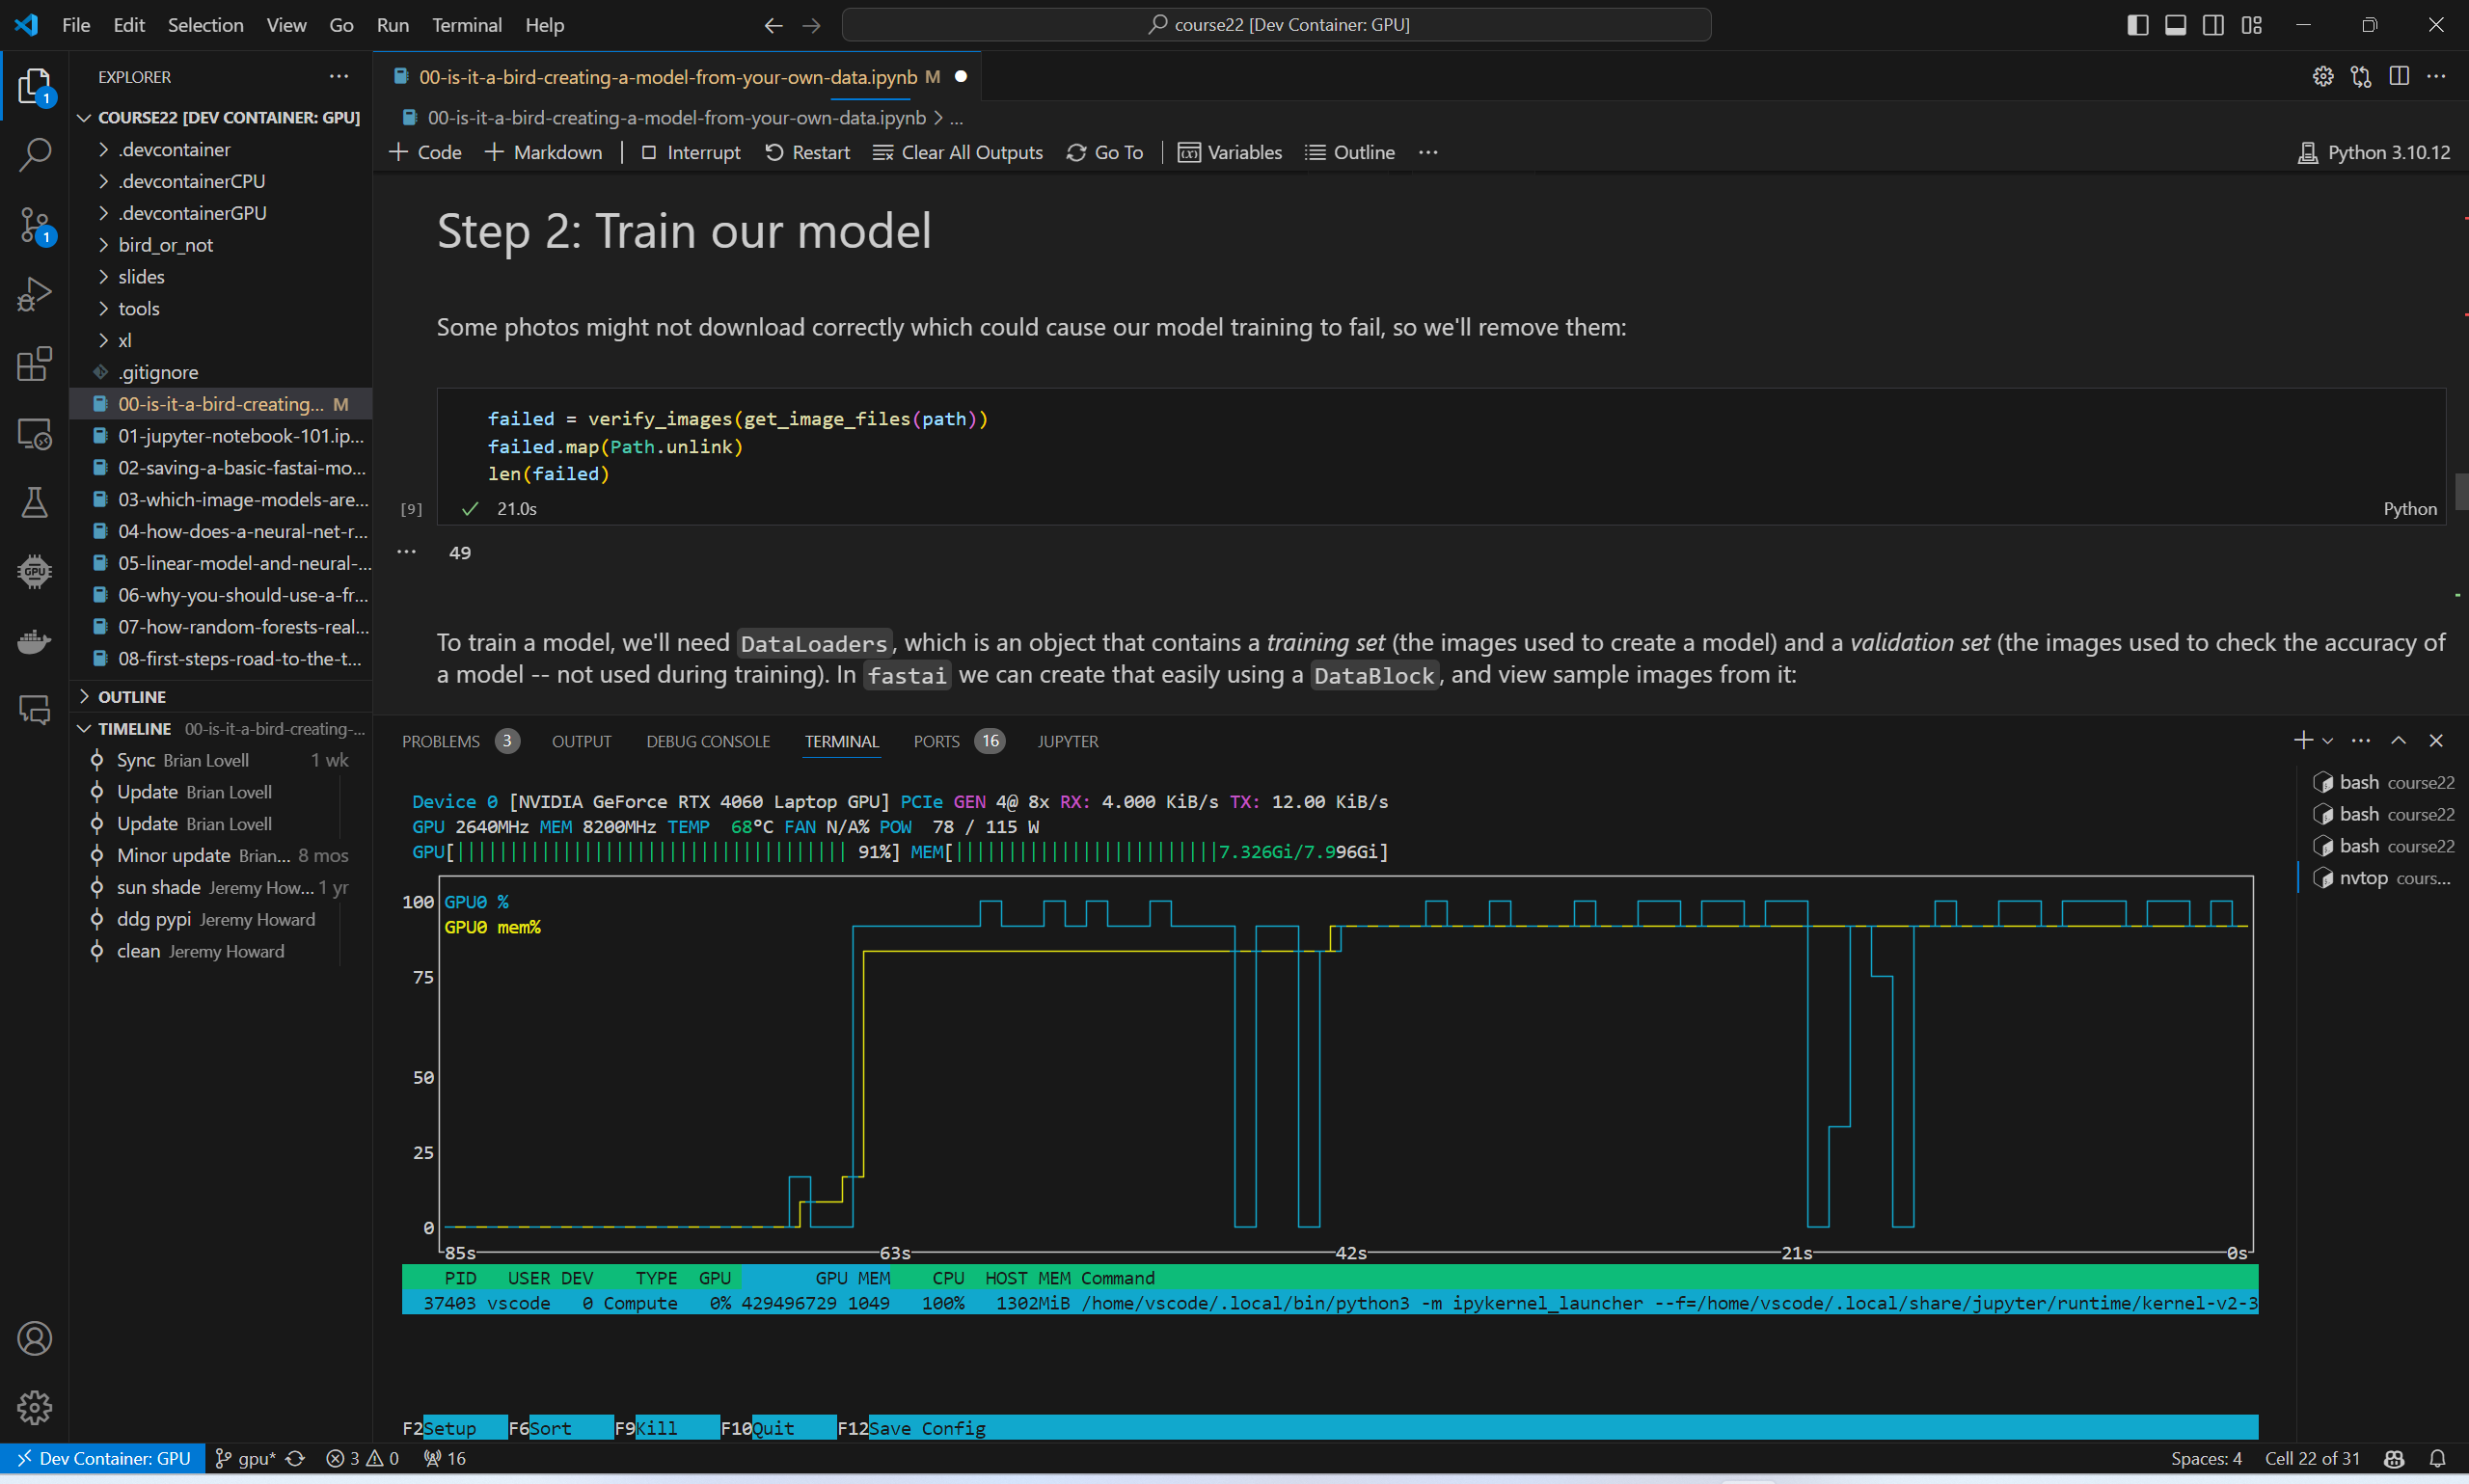 File Edit Selection View Go Run Terminal Help
course22 [Dev Container: GPU]
EXPLORER
1
COURSE22 [DEV CONTAINER: GPU]
.devcontainer
.devcontainerCPU
.devcontainerGPU
1
bird_or_not
slides
tools
xl
.gitignore
00-is-it-a-bird-creating... M
01-jupyter-notebook-101.ip...
02-saving-a-basic-fastai-mo...
03-which-image-models-are...
04-how-does-a-neural-net-r...
05-linear-model-and-neural-...
GPU
06-why-you-should-use-a-fr...
07-how-random-forests-real...
08-first-steps-road-to-the-t...
OUTLINE
TIMELINE 00-is-it-a-bird-creating-...
Sync Brian Lovell 1 wk
Update Brian Lovell
Update Brian Lovell
Minor update Brian... 8 mos
sun shade Jeremy How... 1 yr
ddg pypi Jeremy Howard
clean Jeremy Howard
00-is-it-a-bird-creating-a-model-from-your-own-data.ipynb M
00-is-it-a-bird-creating-a-model-from-your-own-data.ipynb > ...
+ Code + Markdown | Interrupt Restart Clear All Outputs Go To | Variables Outline ...
Python 3.10.12
Step 2: Train our model
Some photos might not download correctly which could cause our model training to fail, so we'll remove them:
failed = verify_images(get_image_files(path))
failed.map(Path.unlink)
len(failed)
[9] ✓ 21.0s Python
... 49
To train a model, we'll need DataLoaders, which is an object that contains a training set (the images used to create a model) and a validation set (the images used to check the accuracy of
a model -- not used during training). In fastai we can create that easily using a DataBlock, and view sample images from it:
PROBLEMS 3 OUTPUT DEBUG CONSOLE TERMINAL PORTS 16 JUPYTER
bash course22
bash course22
bash course22
nvtop cours...
Device 0 [NVIDIA GeForce RTX 4060 Laptop GPU] PCIe GEN 4@ 8x RX: 4.000 KiB/s TX: 12.00 KiB/s
GPU 2640MHz MEM 8200MHz TEMP 68°C FAN N/A% POW 78 / 115 W
GPU[||||||||||||||||||||||||||||||||||||| 91%] MEM[|||||||||||||||||||||||||7.326Gi/7.996Gi]
100 GPU0 %
GPU0 mem%
75
50
25
0
85s 63s 42s 21s 0s
PID USER DEV TYPE GPU GPU MEM CPU HOST MEM Command
37403 vscode 0 Compute 0% 429496729 1049 100% 1302MiB /home/vscode/.local/bin/python3 -m ipykernel_launcher --f=/home/vscode/.local/share/jupyter/runtime/kernel-v2-3
F2Setup F6Sort F9Kill F10Quit F12Save Config
Dev Container: GPU gpu* 3 0 16 Spaces: 4 Cell 22 of 31